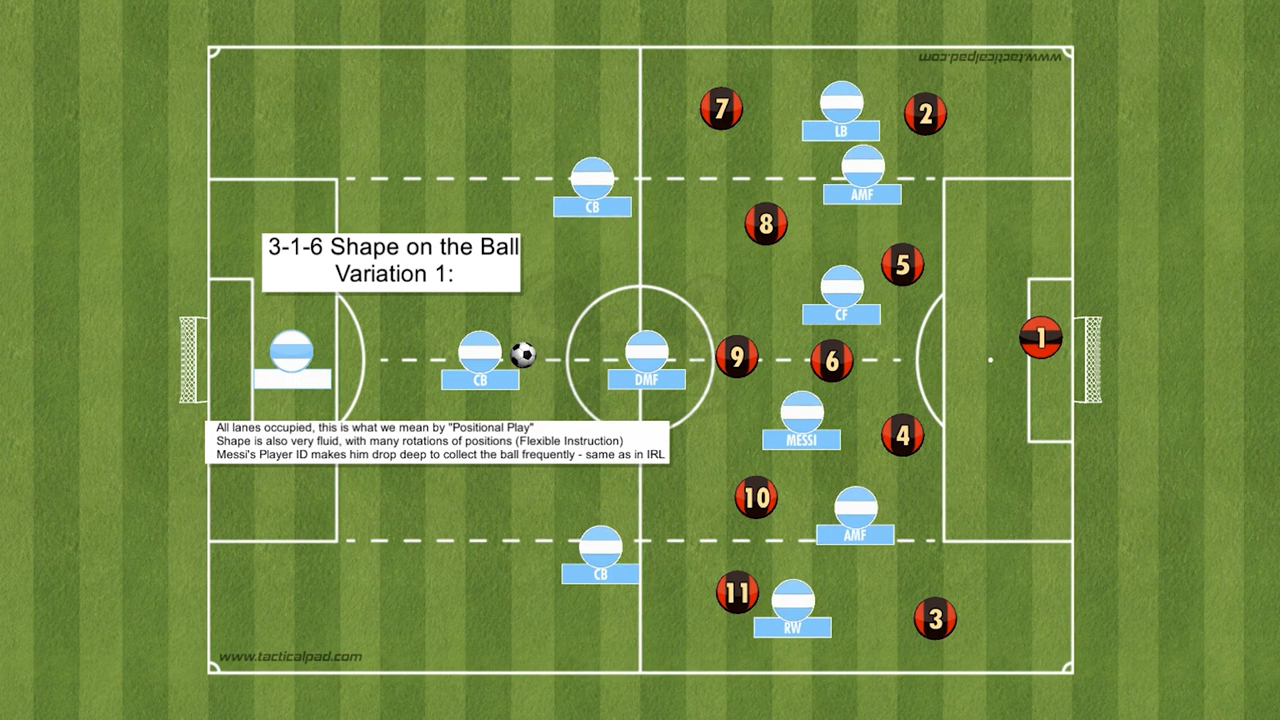 www.tacticalpad.com
7
2
LB
AMF
CB
8
3-1-6 Shape on the Ball
Variation 1:
5
CF
1
9
6
CB
DMF
MESSI
4
All lanes occupied, this is what we mean by "Positional Play"
Shape is also very fluid, with many rotations of positions (Flexible Instruction)
Messi's Player ID makes him drop deep to collect the ball frequently - same as in IRL
10
AMF
CB
11
RW
3
www.tacticalpad.com